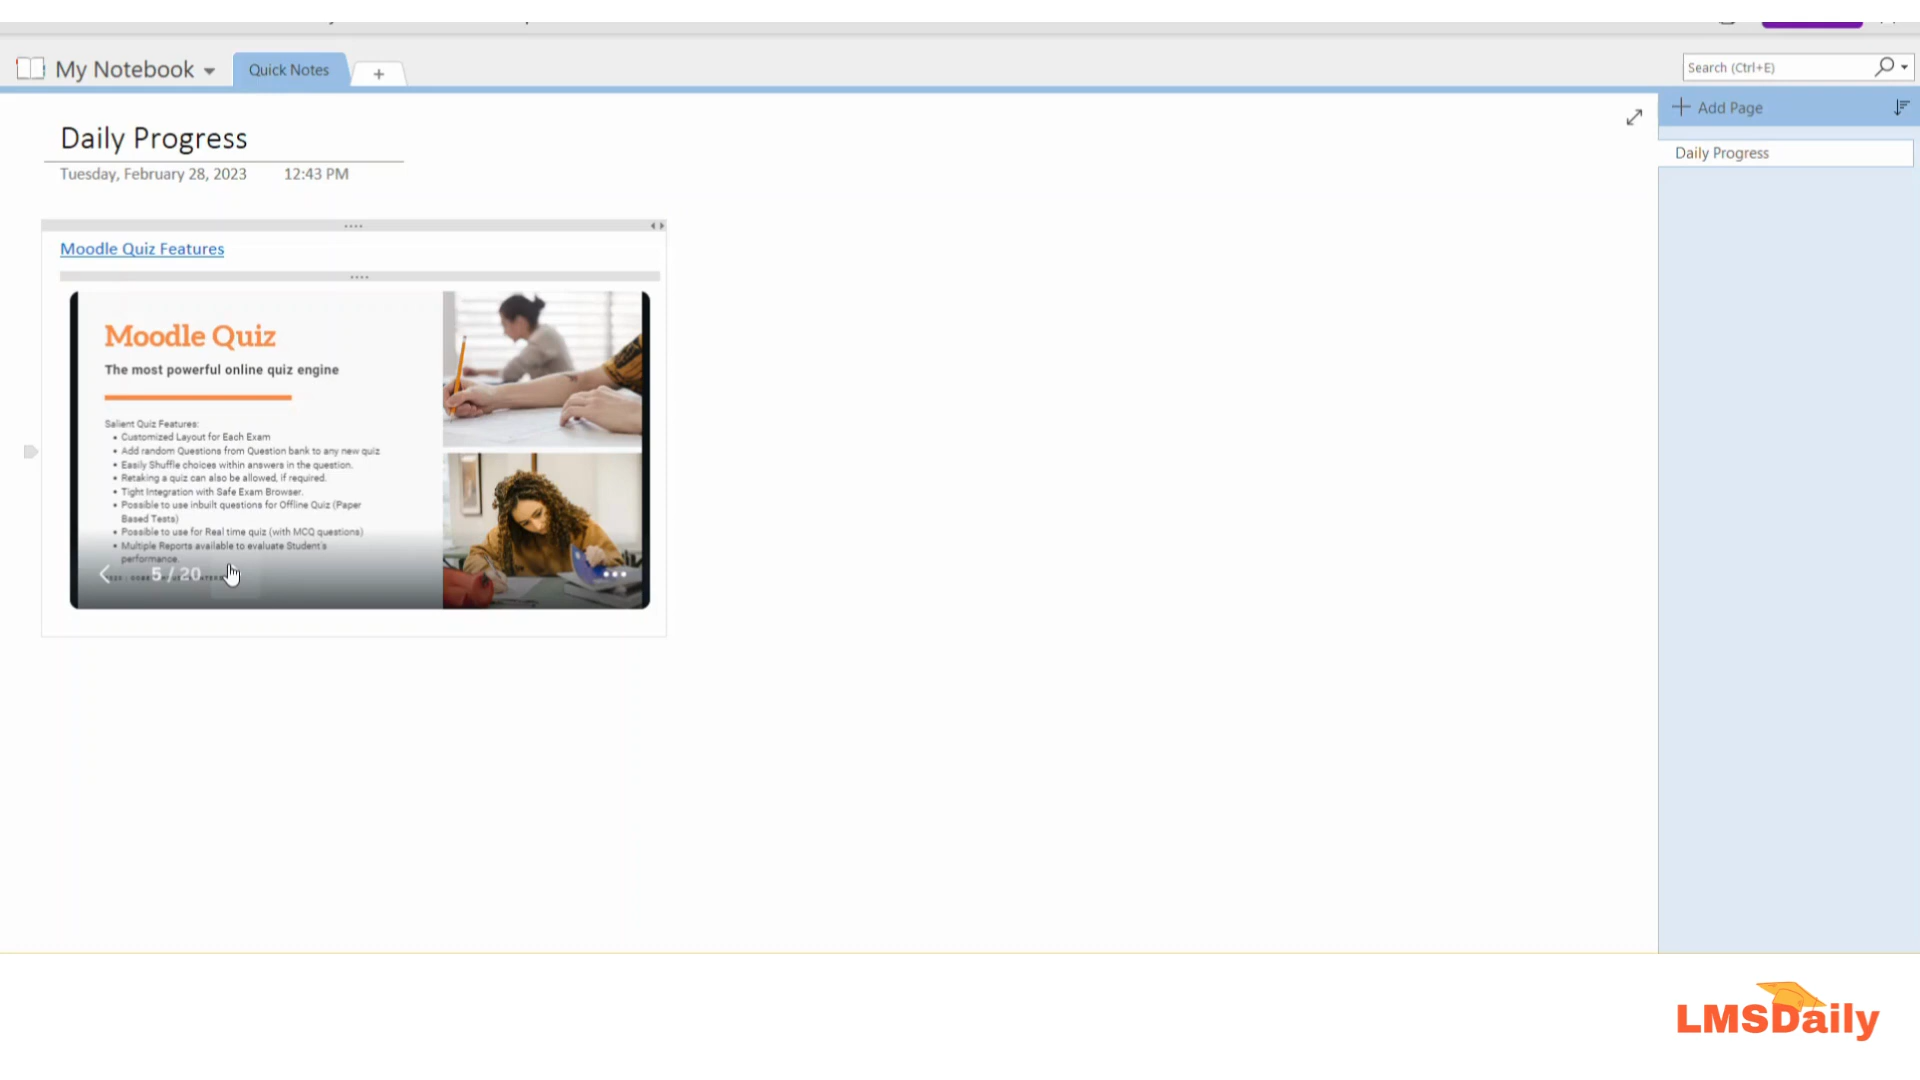 My Notebook
Quick Notes
+
Search (Ctrl+E)
Add Page
Daily Progress
Daily Progress
Tuesday, February 28, 2023 12:43 PM
Moodle Quiz Features
Moodle Quiz
The most powerful online quiz engine
Salient Quiz Features:
• Customized Layout for Each Exam
• Add random Questions from Question bank to any new quiz
• Easily Shuffle choices within answers in the question.
• Retaking a quiz can also be allowed, if required.
• Tight Integration with Safe Exam Browser.
• Possible to use inbuilt questions for Offline Quiz (Paper
Based Tests)
• Possible to use for Real time quiz (with MCQ questions)
• Multiple Reports available to evaluate Student's
performance.
5 / 20
LMSDaily